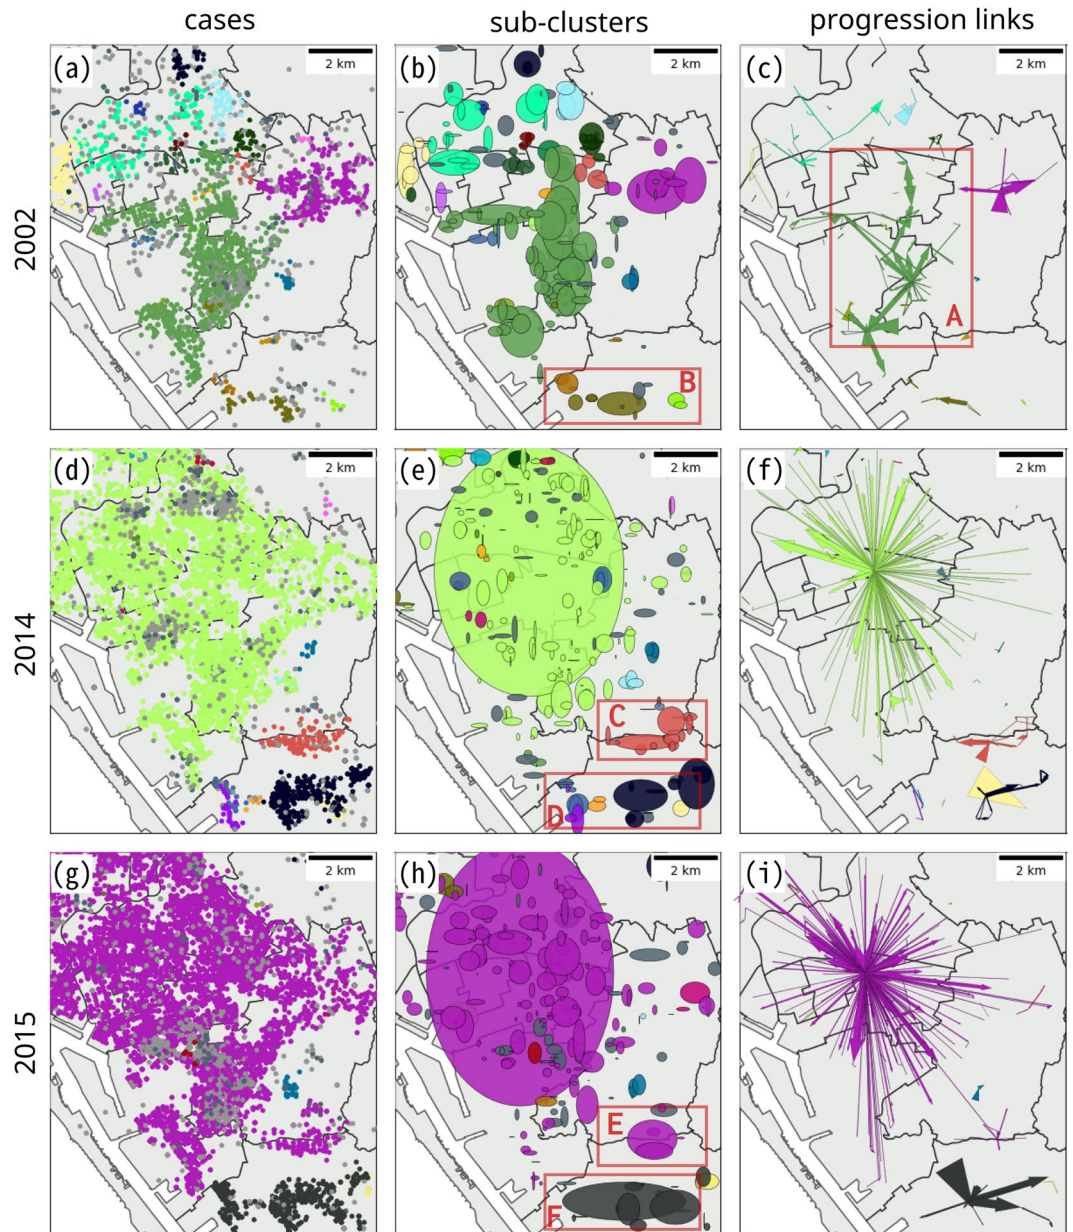 cases sub-clusters progression links
2002
(a) 2 km (b) 2 km (c) 2 km
A
B
2014
(d) 2 km (e) 2 km (f) 2 km
C
D
2015
(g) 2 km (h) 2 km (i) 2 km
E
F